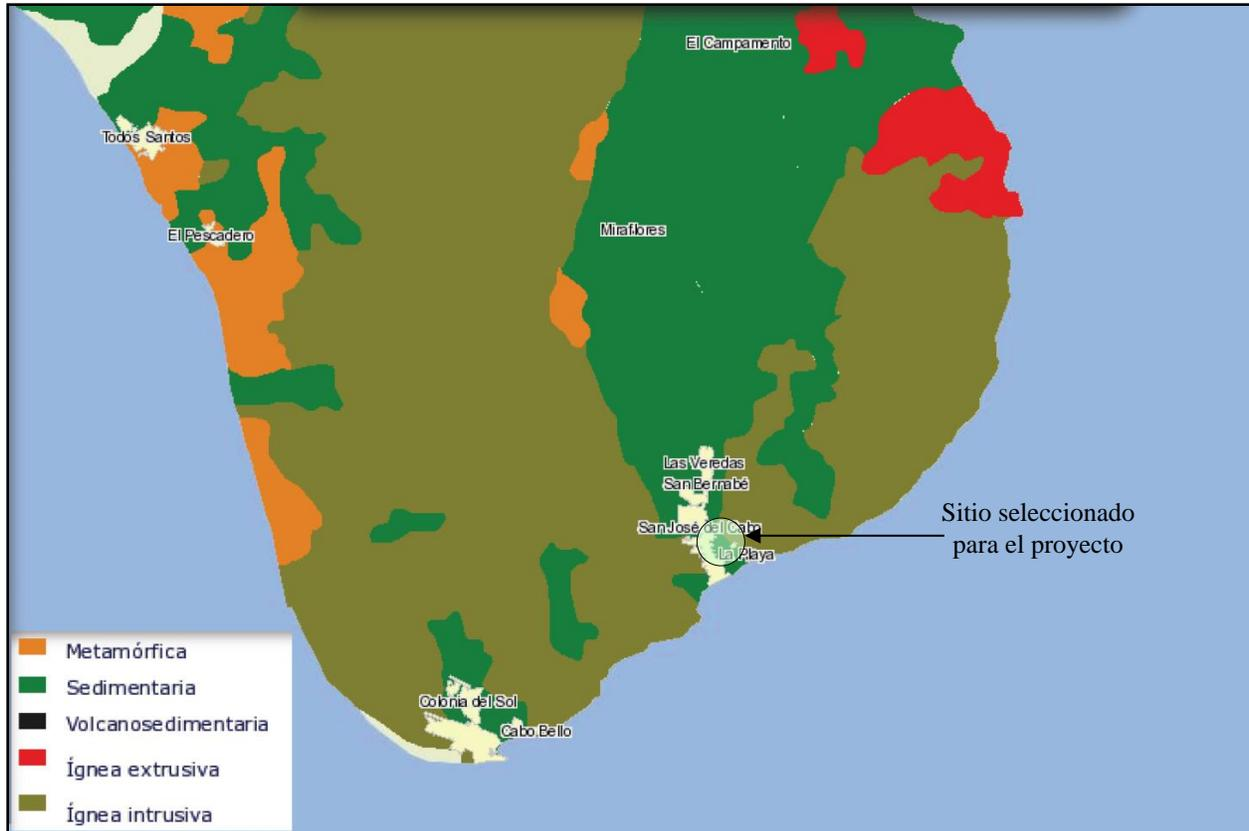 El Campamento
Todos Santos
Miraflores
El Pescadero
Las Veredas
San Bernabé
San José del Cabo
La Playa
Sitio seleccionado
para el proyecto
Colonia del Sol
Cabo Bello
Metamórfica
Sedimentaria
Volcanosedimentaria
Ígnea extrusiva
Ígnea intrusiva